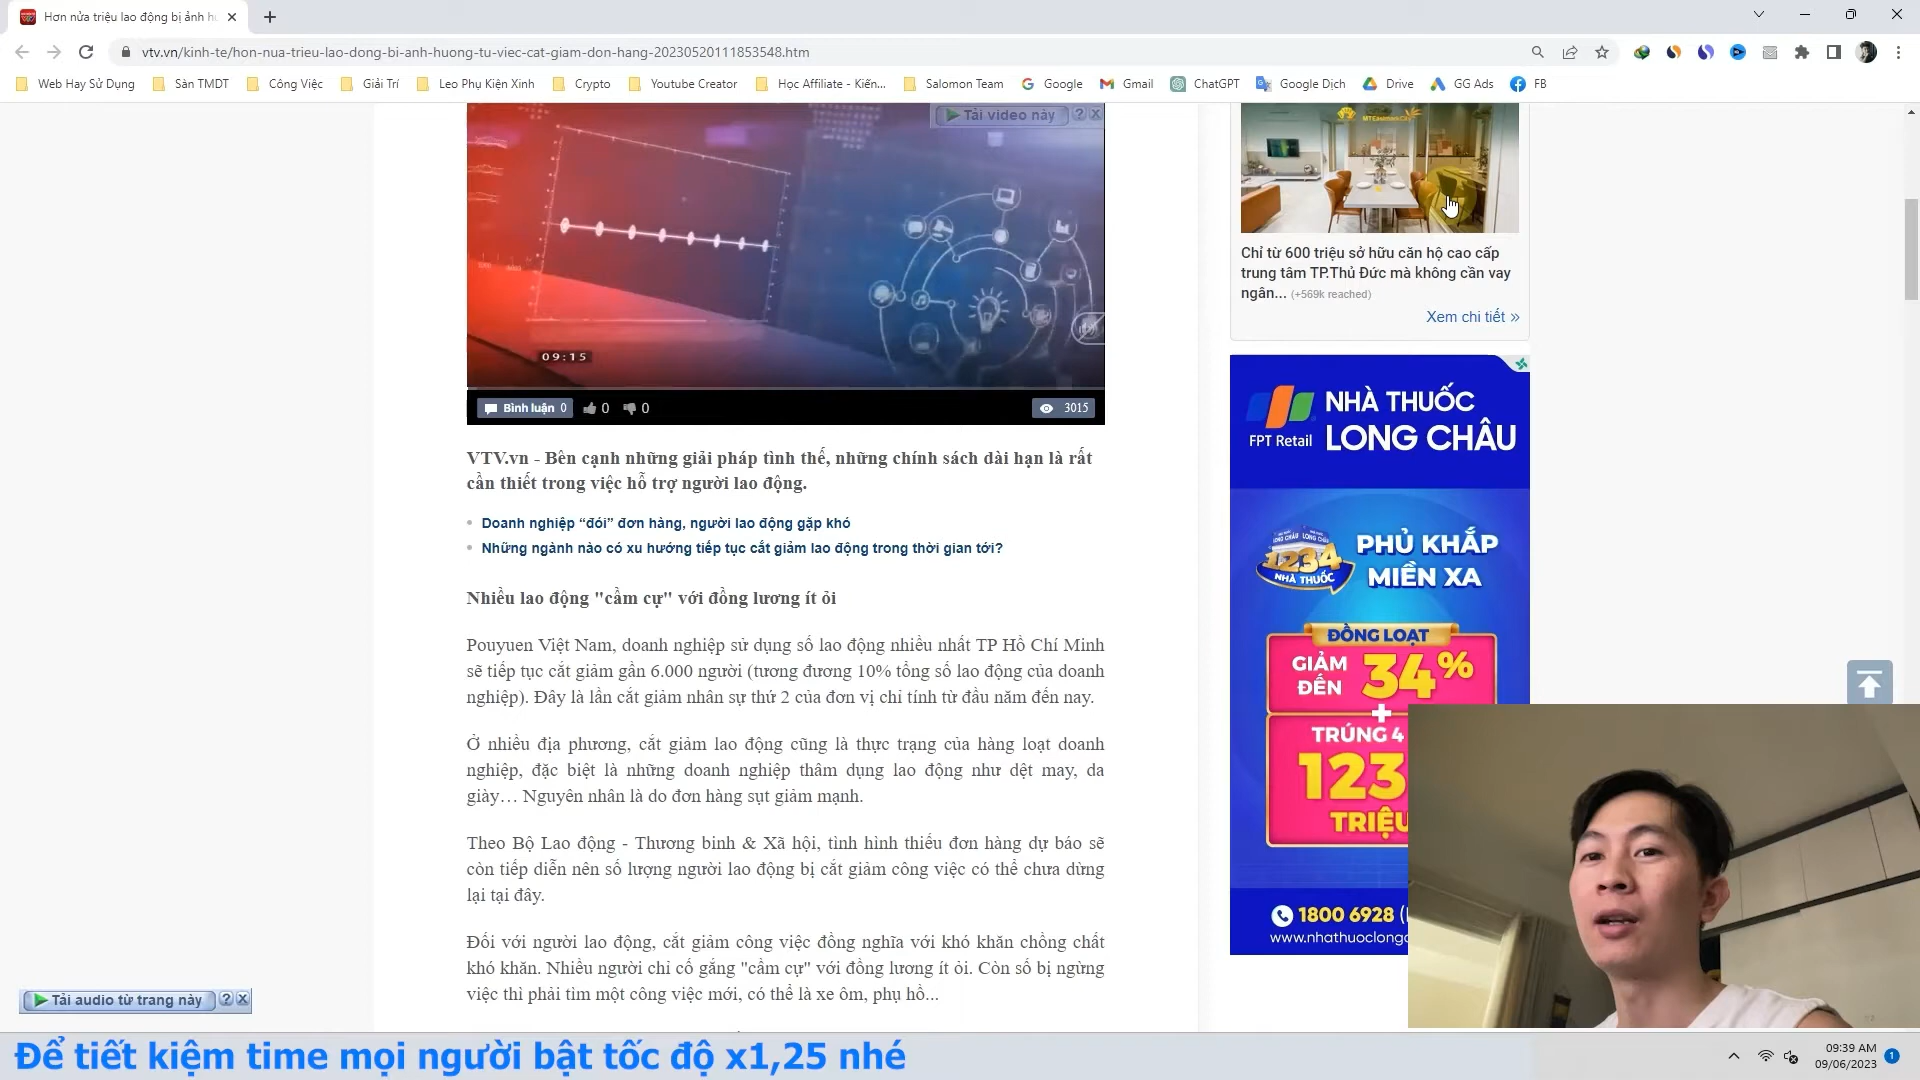 Hơn nửa triệu lao động bị ảnh hư
vtv.vn/kinh-te/hon-nua-trieu-lao-dong-bi-anh-huong-tu-viec-cat-giam-don-hang-20230520111853548.htm
Web Hay Sử Dụng
Sàn TMDT
Công Việc
Giải Trí
Leo Phụ Kiện Xinh
Crypto
Youtube Creator
Học Affiliate - Kiến...
Salomon Team
Google
Gmail
ChatGPT
Google Dịch
Drive
GG Ads
FB
Tải video này
?
09:15
Bình luận 0
0
0
3015
VTV.vn - Bên cạnh những giải pháp tình thế, những chính sách dài hạn là rất
cần thiết trong việc hỗ trợ người lao động.
Doanh nghiệp “đói” đơn hàng, người lao động gặp khó
Những ngành nào có xu hướng tiếp tục cắt giảm lao động trong thời gian tới?
Nhiều lao động "cầm cự" với đồng lương ít ỏi
Pouyuen Việt Nam, doanh nghiệp sử dụng số lao động nhiều nhất TP Hồ Chí Minh
sẽ tiếp tục cắt giảm gần 6.000 người (tương đương 10% tổng số lao động của doanh
nghiệp). Đây là lần cắt giảm nhân sự thứ 2 của đơn vị chỉ tính từ đầu năm đến nay.
Ở nhiều địa phương, cắt giảm lao động cũng là thực trạng của hàng loạt doanh
nghiệp, đặc biệt là những doanh nghiệp thâm dụng lao động như dệt may, da
giày… Nguyên nhân là do đơn hàng sụt giảm mạnh.
Theo Bộ Lao động - Thương binh & Xã hội, tình hình thiếu đơn hàng dự báo sẽ
còn tiếp diễn nên số lượng người lao động bị cắt giảm công việc có thể chưa dừng
lại tại đây.
Đối với người lao động, cắt giảm công việc đồng nghĩa với khó khăn chồng chất
khó khăn. Nhiều người chỉ cố gắng "cầm cự" với đồng lương ít ỏi. Còn số bị ngừng
việc thì phải tìm một công việc mới, có thể là xe ôm, phụ hồ...
Chỉ từ 600 triệu sở hữu căn hộ cao cấp
trung tâm TP.Thủ Đức mà không cần vay
ngân... (+569k reached)
Xem chi tiết »
FPT Retail
NHÀ THUỐC
LONG CHÂU
1234
NHÀ THUỐC
PHỦ KHẮP
MIỀN XA
ĐỒNG LOẠT
GIẢM
ĐẾN
34%
+
TRÚNG 4
123
TRIỆU
1800 6928
www.nhathuoclongc
Tải audio từ trang này
?
Để tiết kiệm time mọi người bật tốc độ x1,25 nhé
09:39 AM
09/06/2023
1